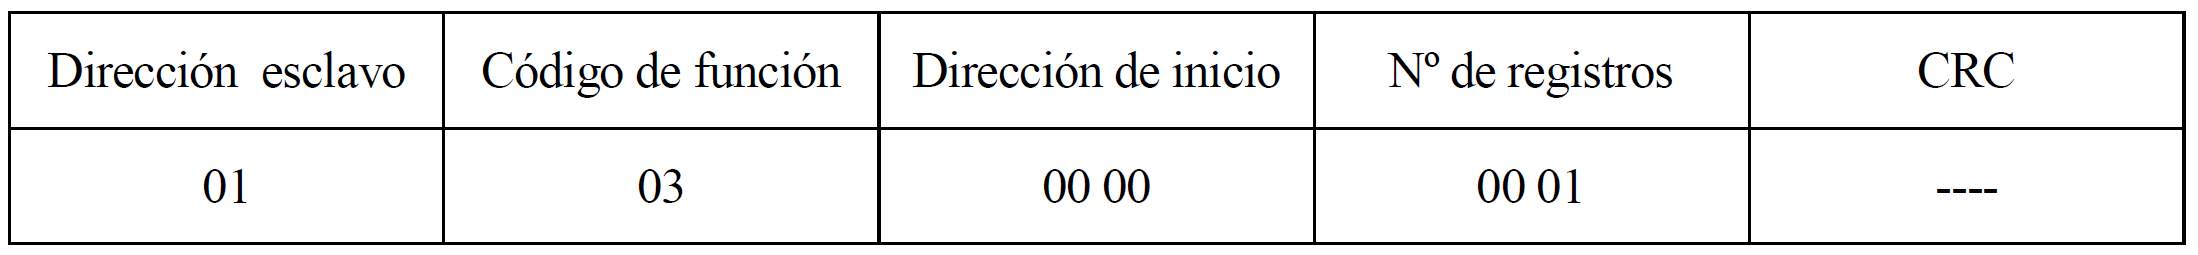 Dirección esclavo Código de función Dirección de inicio Nº de registros CRC
01 03 00 00 00 01 ----